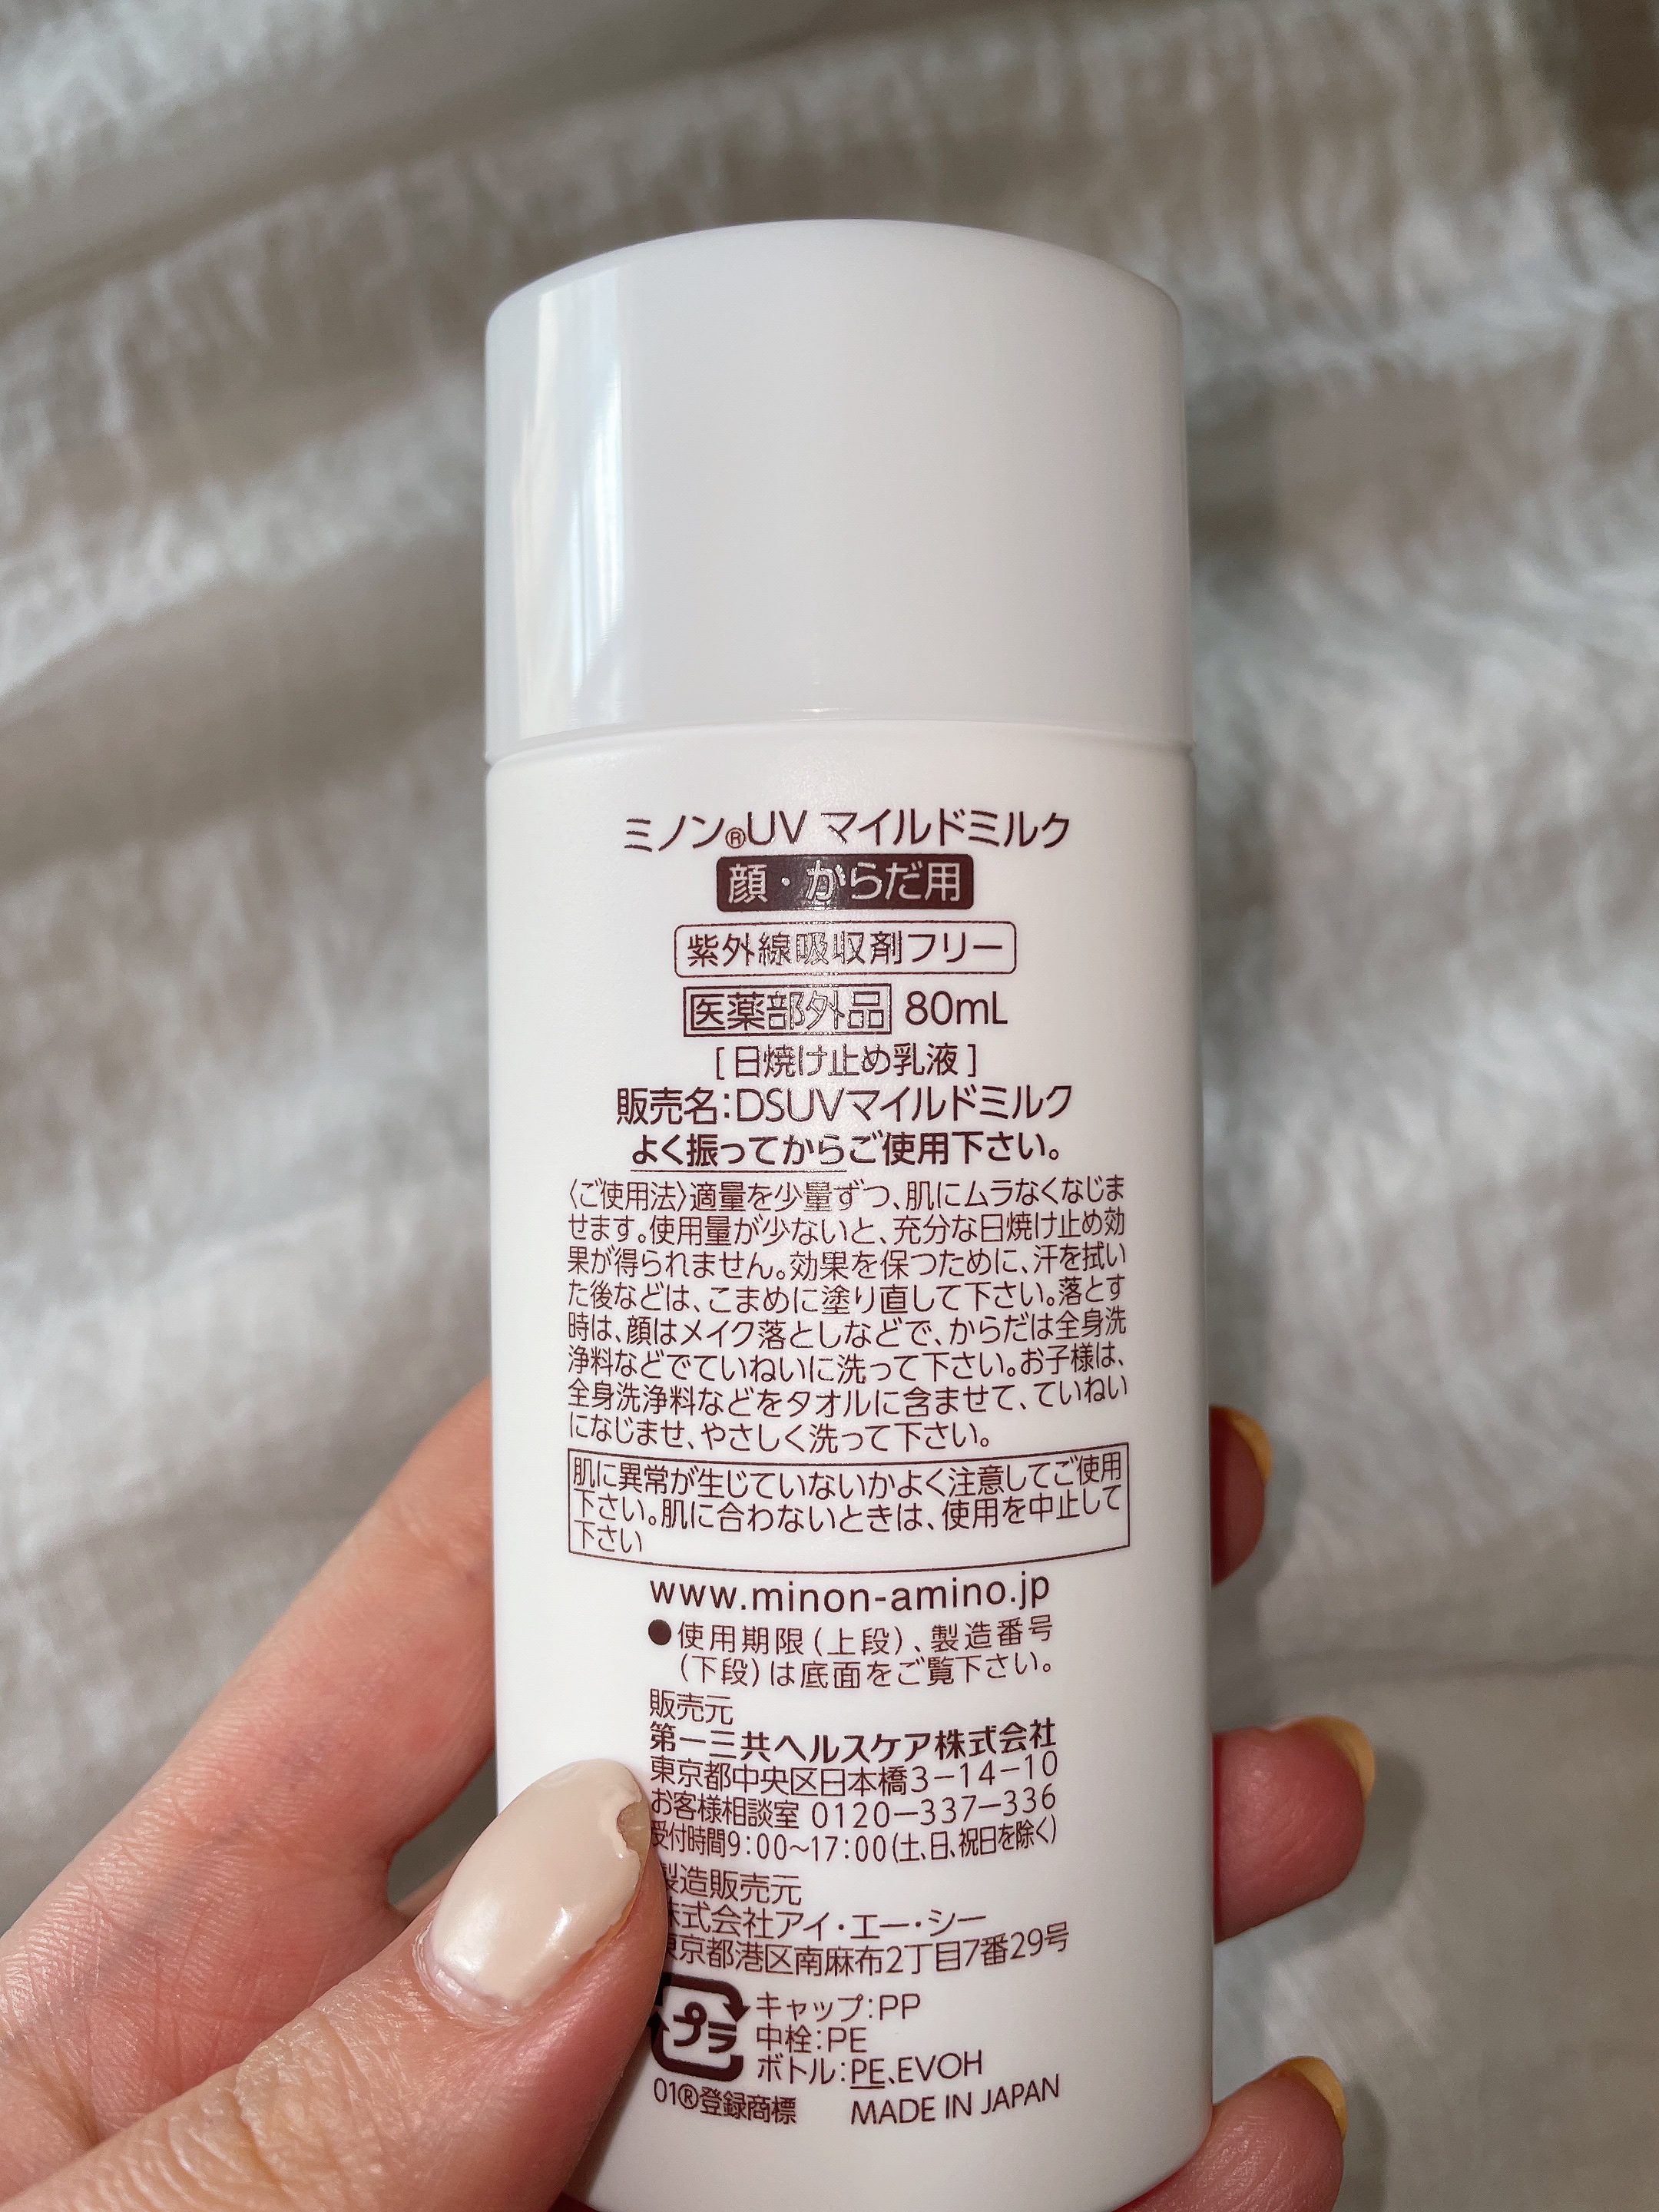 ミノン®UV マイルドミルク
顔・からだ用
紫外線吸収剤フリー
医薬部外品 80mL
[日焼け止め乳液]
販売名:DSUVマイルドミルク
よく振ってからご使用下さい。
〈ご使用法〉適量を少量ずつ、肌にムラなくなじま
せます。使用量が少ないと、充分な日焼け止め効
果が得られません。効果を保つために、汗を拭い
た後などは、こまめに塗り直して下さい。落とす
時は、顔はメイク落としなどで、からだは全身洗
浄料などでていねいに洗って下さい。お子様は、
全身洗浄料などをタオルに含ませて、ていねい
になじませ、やさしく洗って下さい。
肌に異常が生じていないかよく注意してご使用
下さい。肌に合わないときは、使用を中止して
下さい
www.minon-amino.jp
●使用期限(上段)、製造番号
(下段)は底面をご覧下さい。
販売元
第一三共ヘルスケア株式会社
東京都中央区日本橋3-14-10
お客様相談室 0120-337-336
受付時間9:00~17:00(土、日、祝日を除く)
製造販売元
株式会社アイ・エー・シー
東京都港区南麻布2丁目7番29号
プラ
キャップ:PP
中栓:PE
ボトル:PE、EVOH
01®登録商標 MADE IN JAPAN